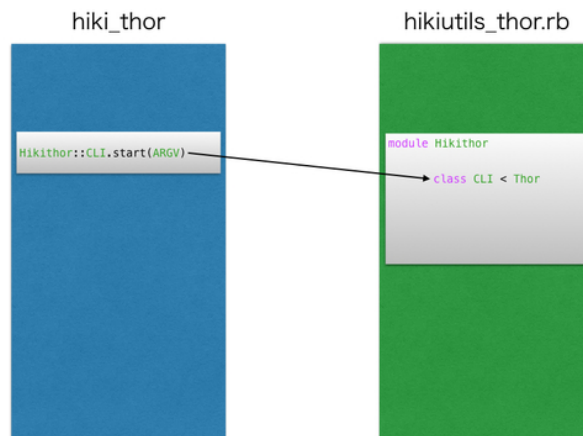 hiki_thor
hikiutils_thor.rb
Hikithor::CLI.start(ARGV)
module Hikithor
class CLI < Thor